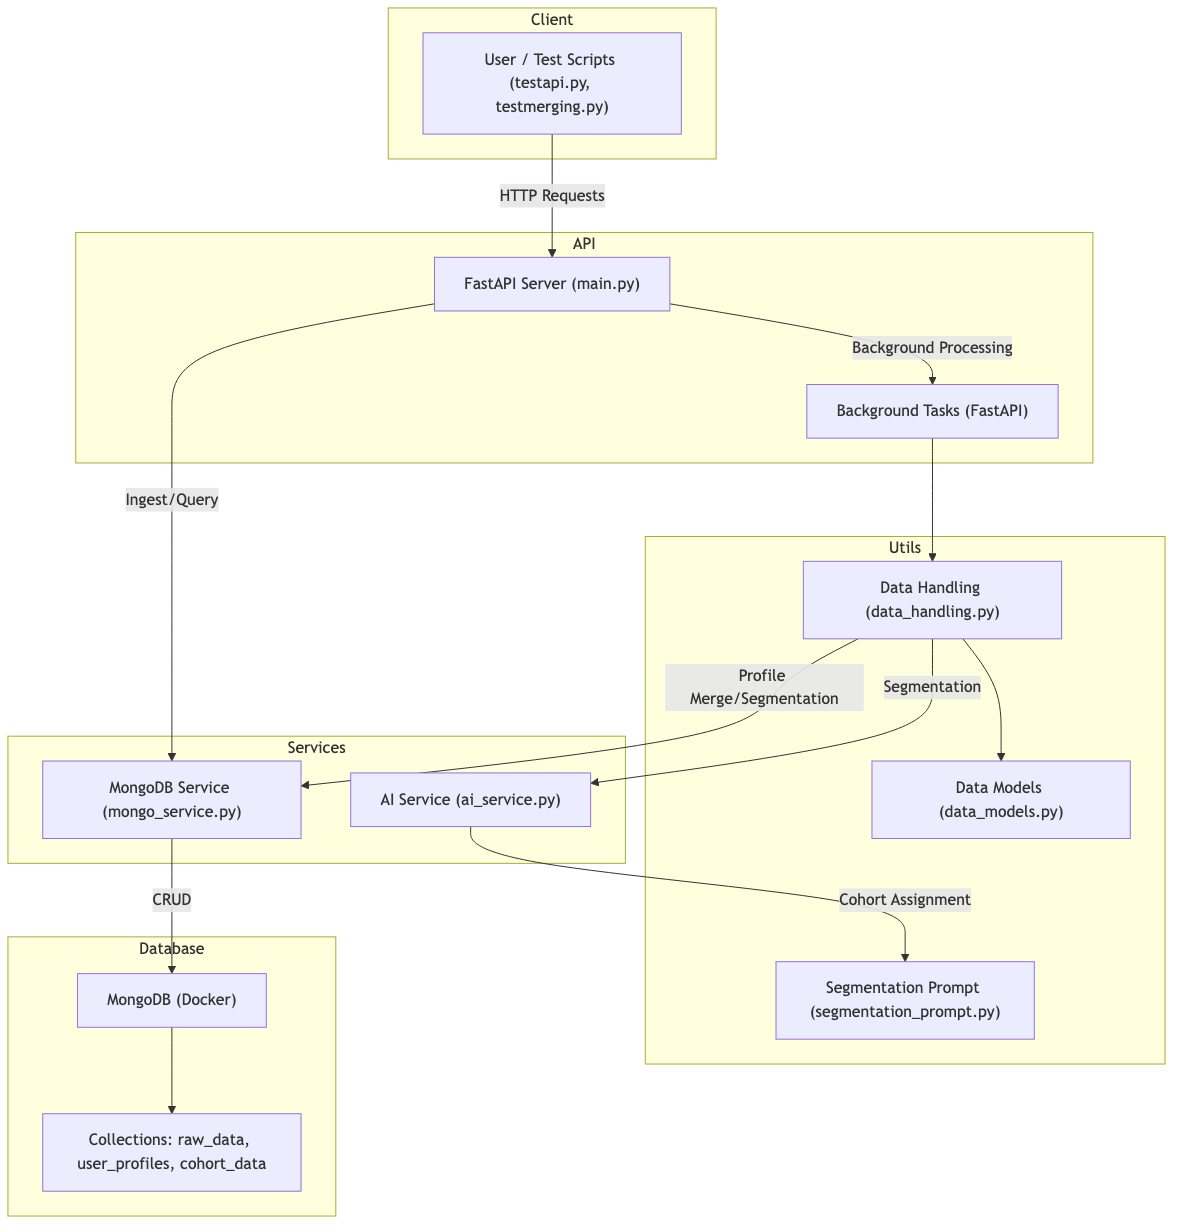 Client
User / Test Scripts
(testapi.py,
testmerging.py)
HTTP Requests
API
FastAPI Server (main.py)
Background Processing
Background Tasks (FastAPI)
Ingest/Query
Utils
Data Handling
(data_handling.py)
Profile
Merge/Segmentation
Segmentation
Services
MongoDB Service
(mongo_service.py)
AI Service (ai_service.py)
Data Models
(data_models.py)
CRUD
Cohort Assignment
Database
MongoDB (Docker)
Segmentation Prompt
(segmentation_prompt.py)
Collections: raw_data,
user_profiles, cohort_data